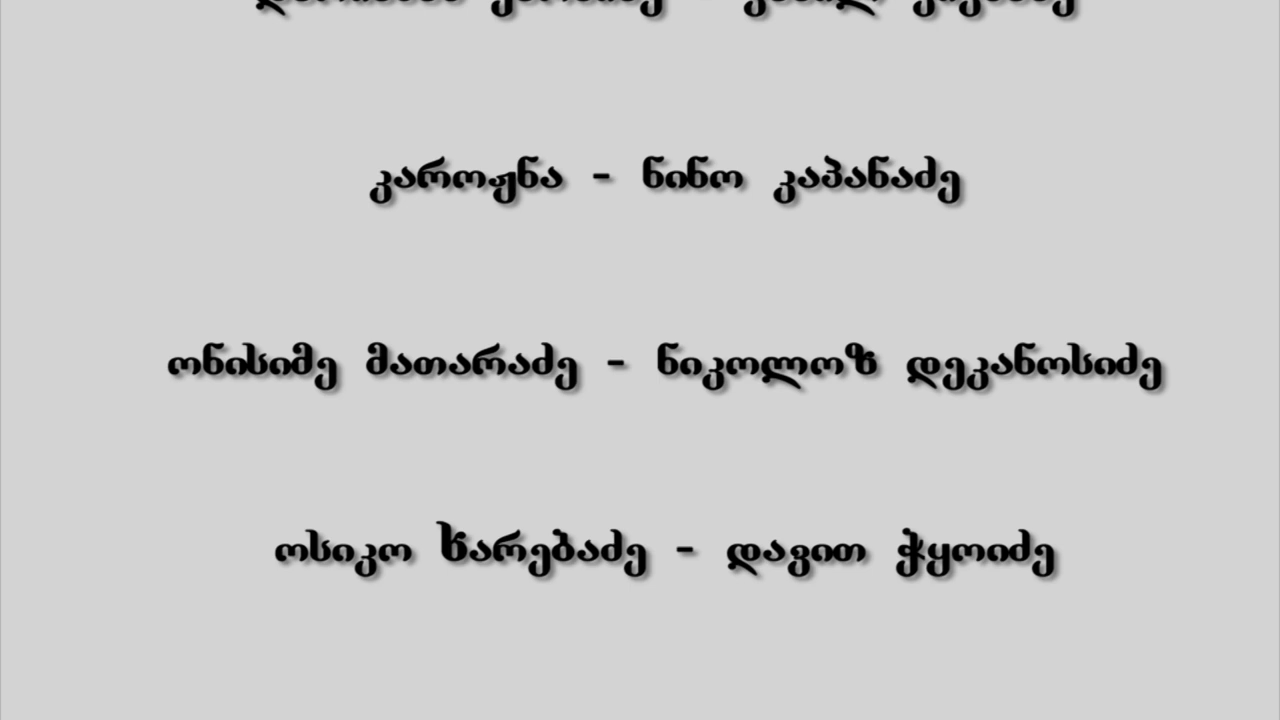 კაროჟნა - ნინო კაპანაძე
ონისიმე მათარაძე - ნიკოლოზ დეკანოსიძე
ოსიკო ხარებაძე - დავით ჭყოიძე